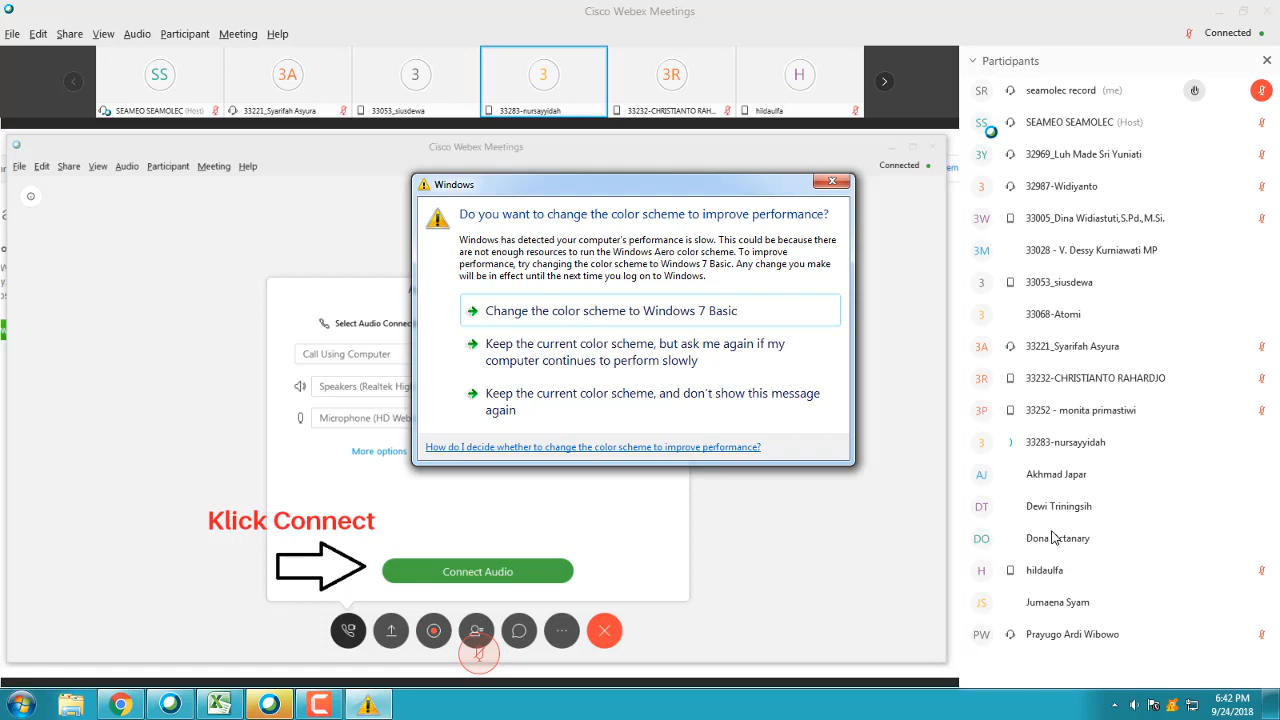 Cisco Webex Meetings
File Edit Share View Audio Participant Meeting Help
Connected
SS 3A 3 3 3R H
SEAMEO SEAMOLEC (Host) 33221_Syarifah Asyura 33053_siusdewa 33283-nursayyidah 33232-CHRISTIANTO RAH... hildaulfa
Cisco Webex Meetings
File Edit Share View Audio Participant Meeting Help
Connected
Windows
Do you want to change the color scheme to improve performance?
Windows has detected your computer's performance is slow. This could be because there
are not enough resources to run the Windows Aero color scheme. To improve
performance, try changing the color scheme to Windows 7 Basic. Any change you make
will be in effect until the next time you log on to Windows.
Change the color scheme to Windows 7 Basic
Keep the current color scheme, but ask me again if my
computer continues to perform slowly
Keep the current color scheme, and don't show this message
again
How do I decide whether to change the color scheme to improve performance?
Select Audio Connec
Call Using Computer
Speakers (Realtek Hig
Microphone (HD Web
More options
Klick Connect
Connect Audio
Participants
SR seamolec record (me)
SS SEAMEO SEAMOLEC (Host)
3Y 32969_Luh Made Sri Yuniati
3 32987-Widiyanto
3W 33005_Dina Widiastuti,S.Pd.,M.Si.
3M 33028 - V. Dessy Kurniawati MP
3 33053_siusdewa
3 33068-Atomi
3A 33221_Syarifah Asyura
3R 33232-CHRISTIANTO RAHARDJO
3P 33252 - monita primastiwi
3 33283-nursayyidah
AJ Akhmad Japar
DT Dewi Triningsih
DO Dona
H hildaulfa
JS Jumaena Syam
PW Prayugo Ardi Wibowo
6:42 PM
9/24/2018